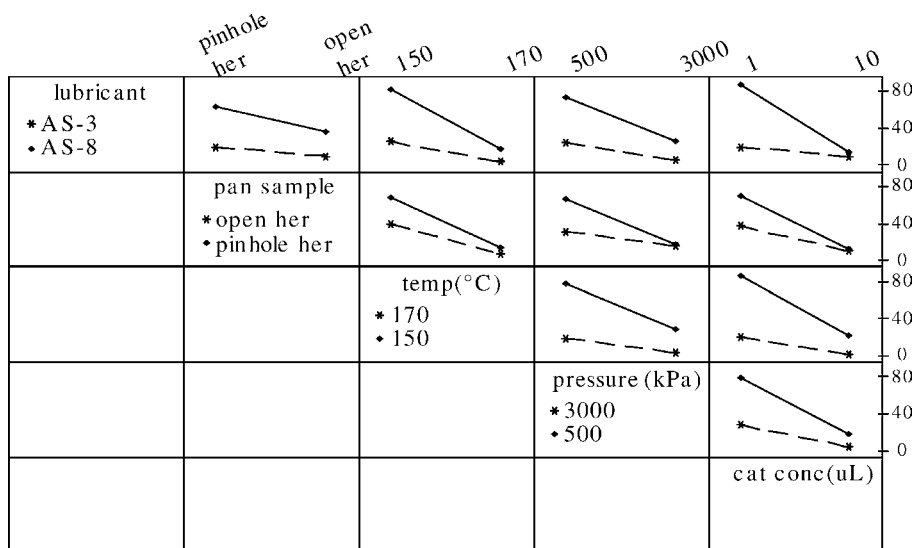 pinhole her
open her
150
170
500
3000
1
10
lubricant
AS-3
AS-8
80
40
0
pan sample
open her
pinhole her
80
40
0
temp(°C)
170
150
80
40
0
pressure (kPa)
3000
500
80
40
0
cat conc(uL)